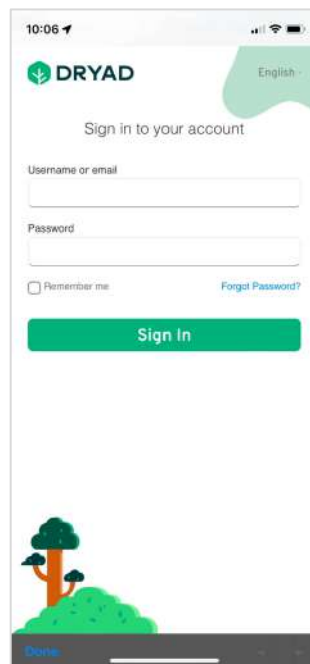 10:06
DRYAD
English
Sign in to your account
Username or email
Password
Remember me
Forgot Password?
Sign In
Done